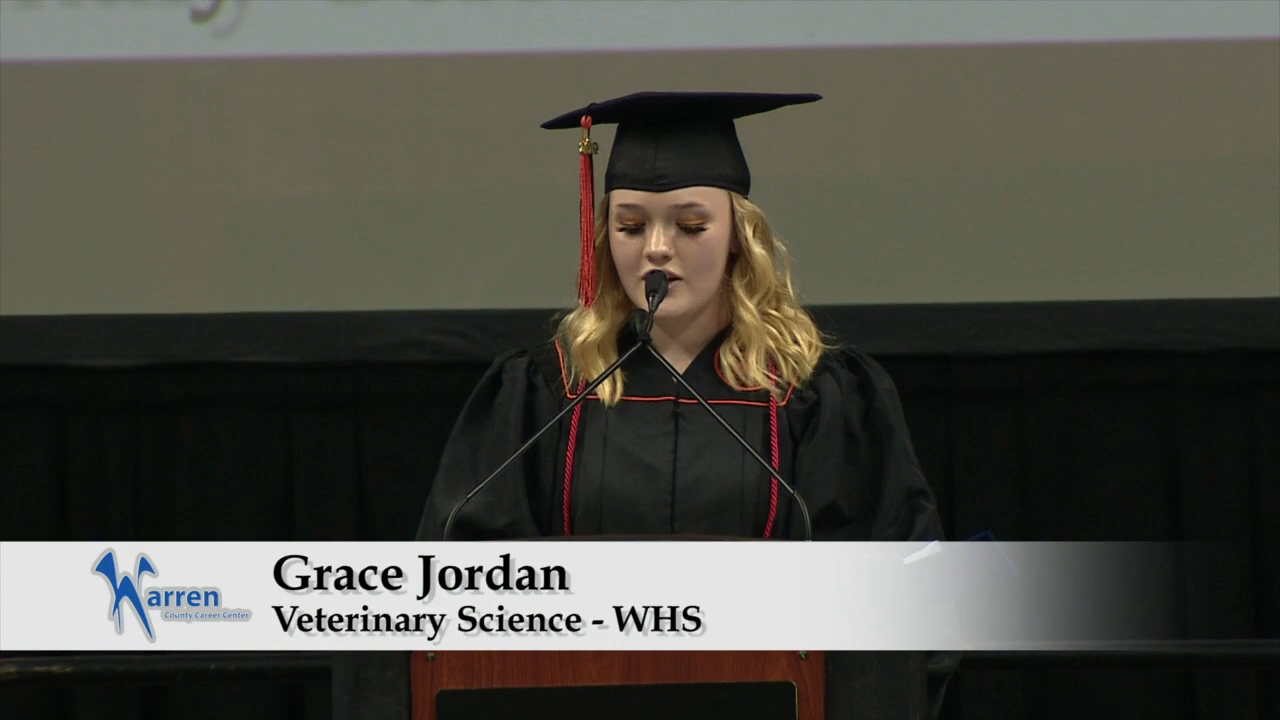 Warren
County Career Center
Grace Jordan
Veterinary Science - WHS